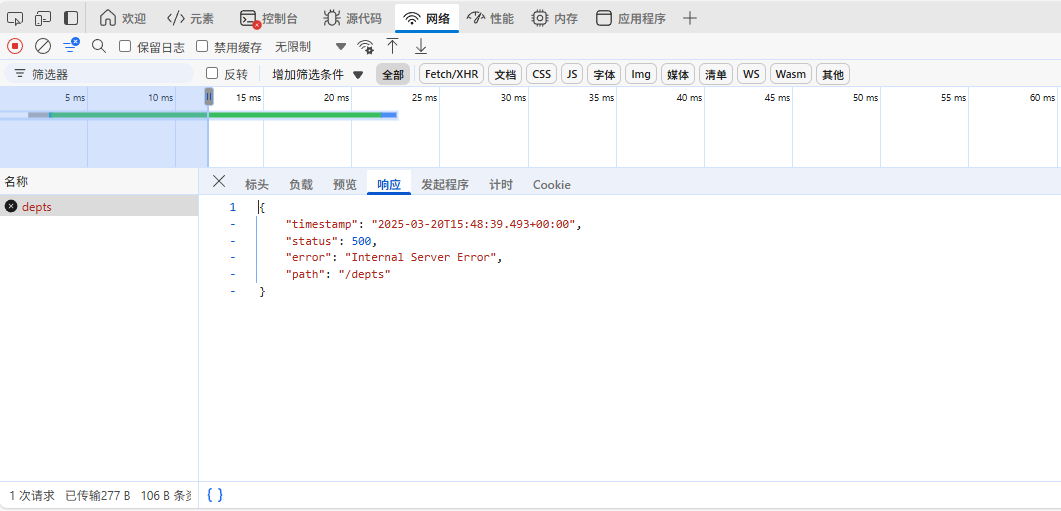 欢迎 元素 控制台 源代码 网络 性能 内存 应用程序
保留日志 禁用缓存 无限制
筛选器 反转 增加筛选条件 全部 Fetch/XHR 文档 CSS JS 字体 Img 媒体 清单 WS Wasm 其他
5 ms 10 ms 15 ms 20 ms 25 ms 30 ms 35 ms 40 ms 45 ms 50 ms 55 ms 60 ms
名称 标头 负载 预览 响应 发起程序 计时 Cookie
depts
1 {
- "timestamp": "2025-03-20T15:48:39.493+00:00",
- "status": 500,
- "error": "Internal Server Error",
- "path": "/depts"
- }
1 次请求 已传输277 B 106 B 条 { }